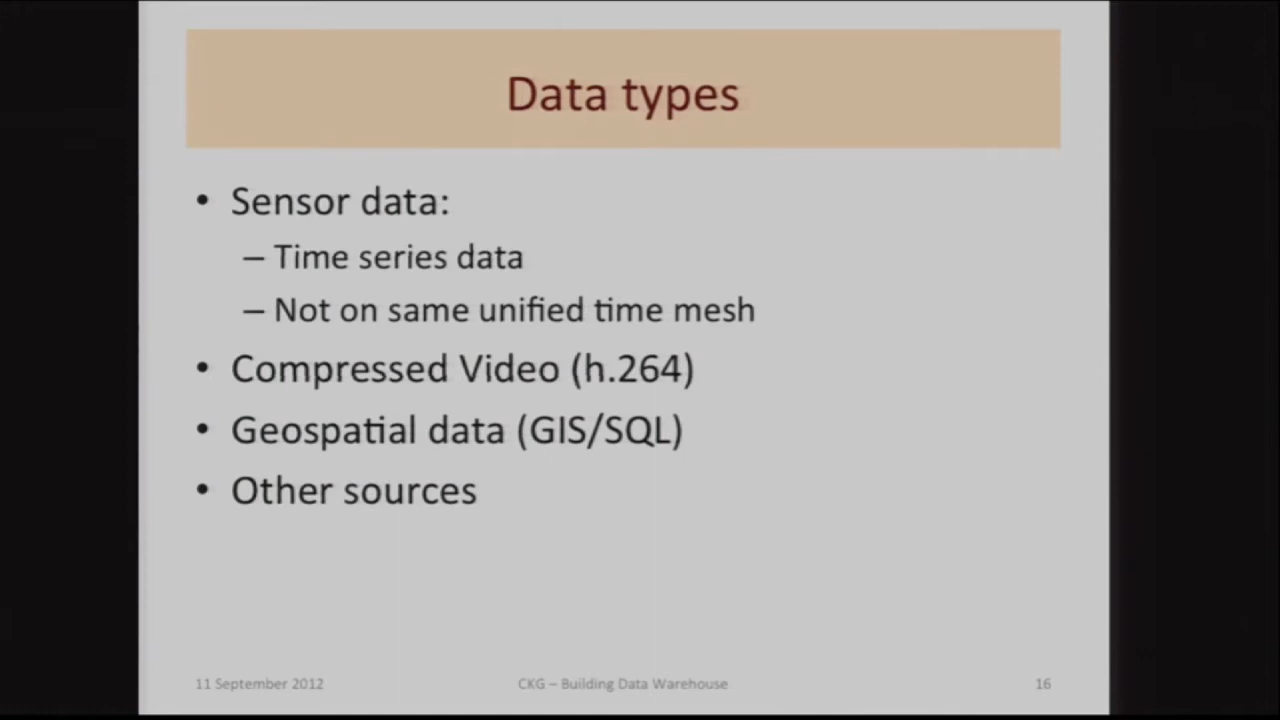 Data types
• Sensor data:
– Time series data
– Not on same unified time mesh
• Compressed Video (h.264)
• Geospatial data (GIS/SQL)
• Other sources
11 September 2012
CKG – Building Data Warehouse
16